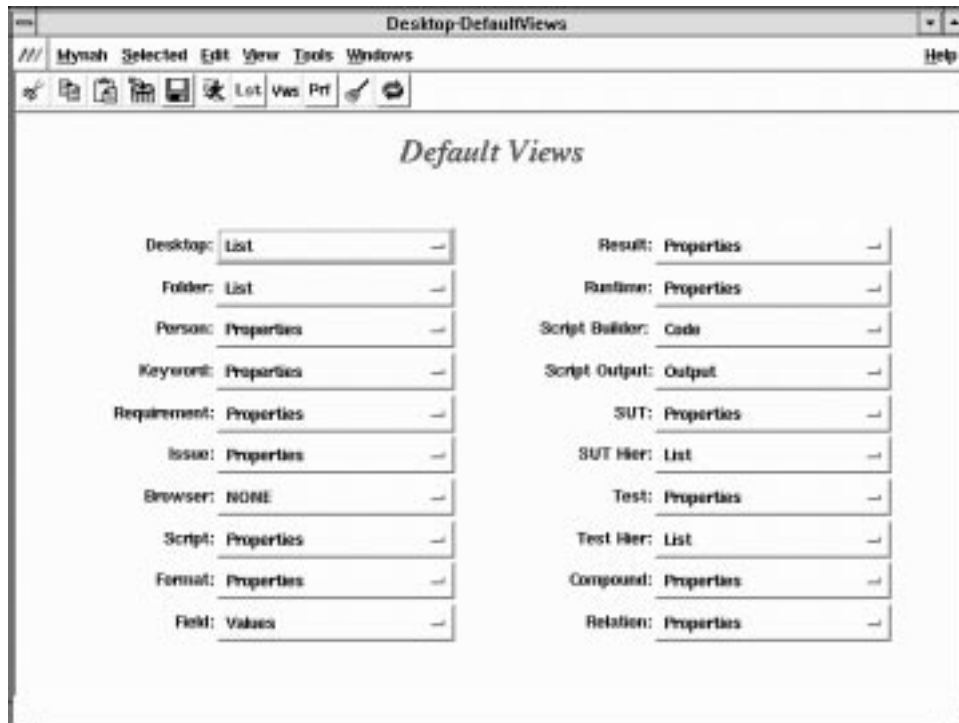 Desktop-DefaultViews
Mynah Selected Edit View Tools Windows Help
Lst Vws Prf
Default Views
Desktop: List
Folder: List
Person: Properties
Keyword: Properties
Requirement: Properties
Issue: Properties
Browser: NONE
Script: Properties
Format: Properties
Field: Values
Result: Properties
Runtime: Properties
Script Builder: Code
Script Output: Output
SUT: Properties
SUT Hier: List
Test: Properties
Test Hier: List
Compound: Properties
Relation: Properties